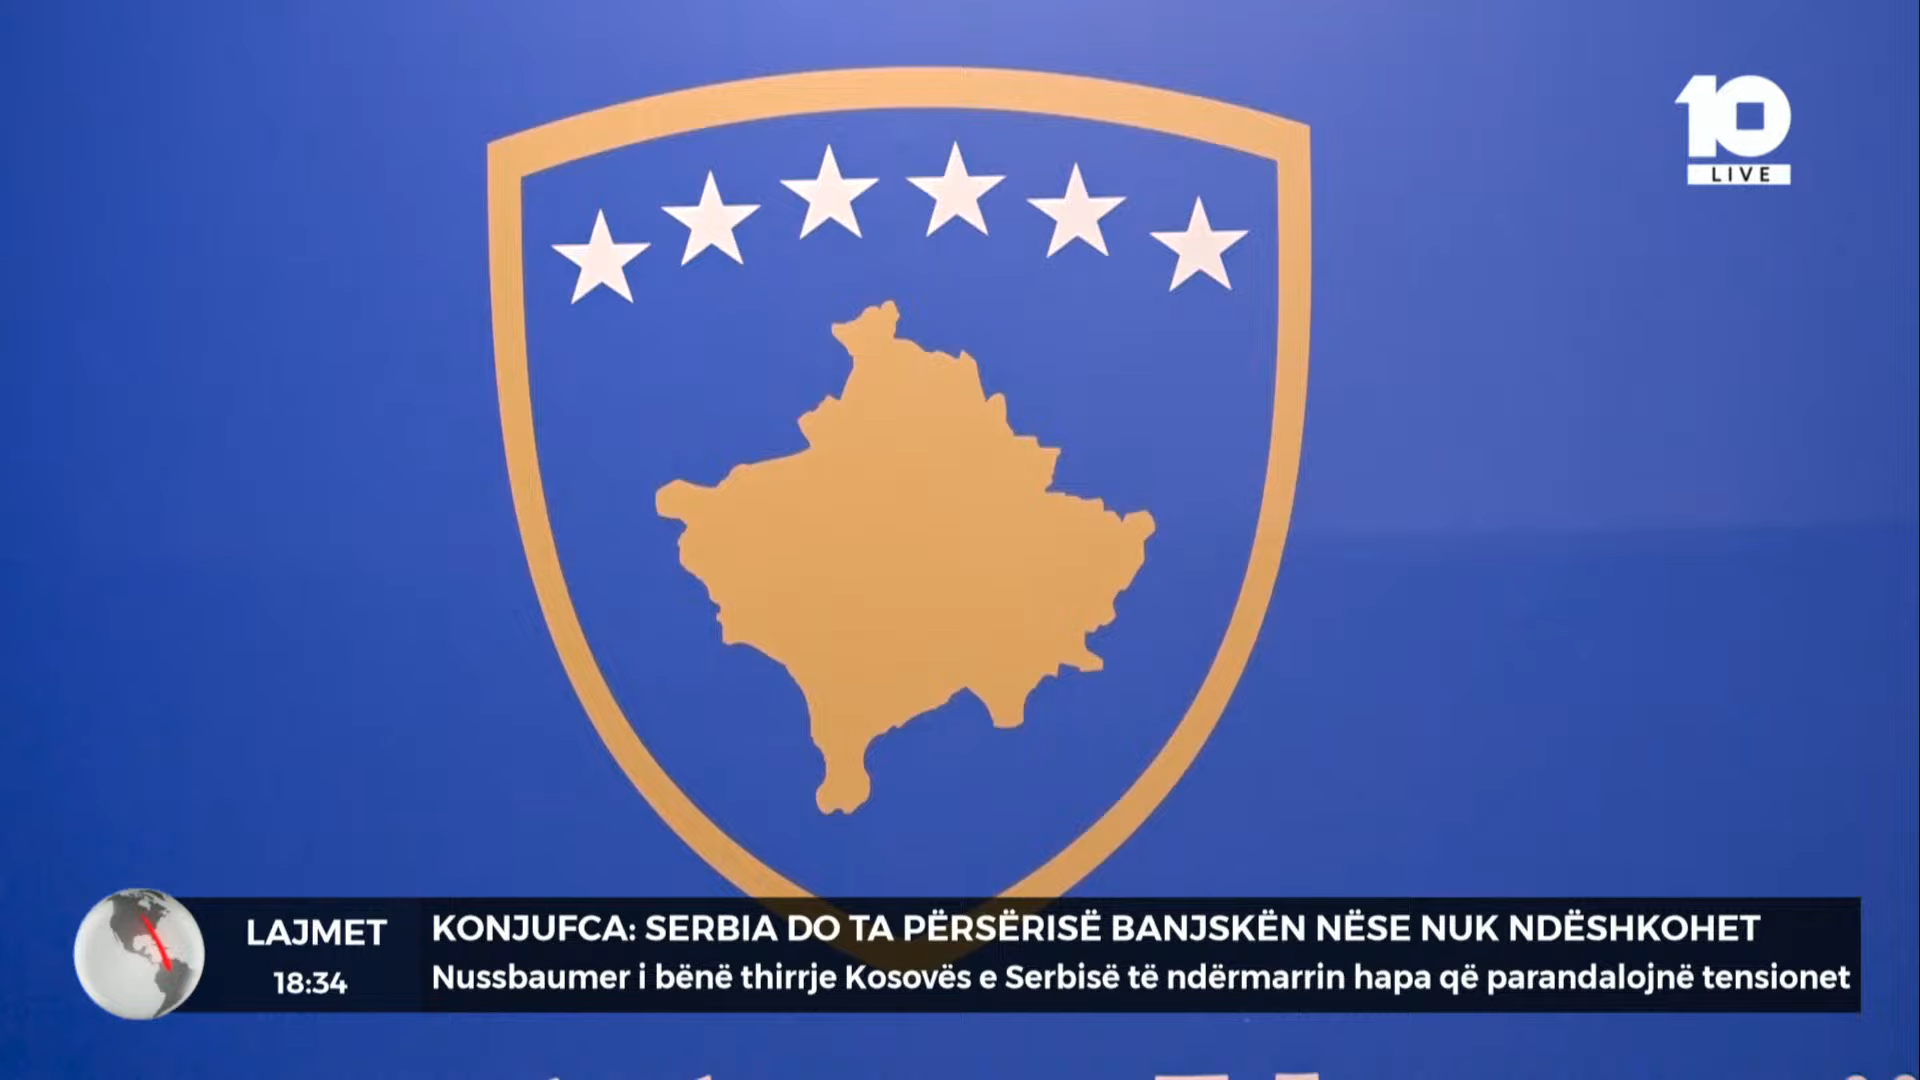 10
LIVE
LAJMET
18:34
KONJUFCA: SERBIA DO TA PËRSËRISË BANJSKËN NËSE NUK NDËSHKOHET
Nussbaumer i bënë thirrje Kosovës e Serbisë të ndërmarrin hapa që parandalojnë tensionet